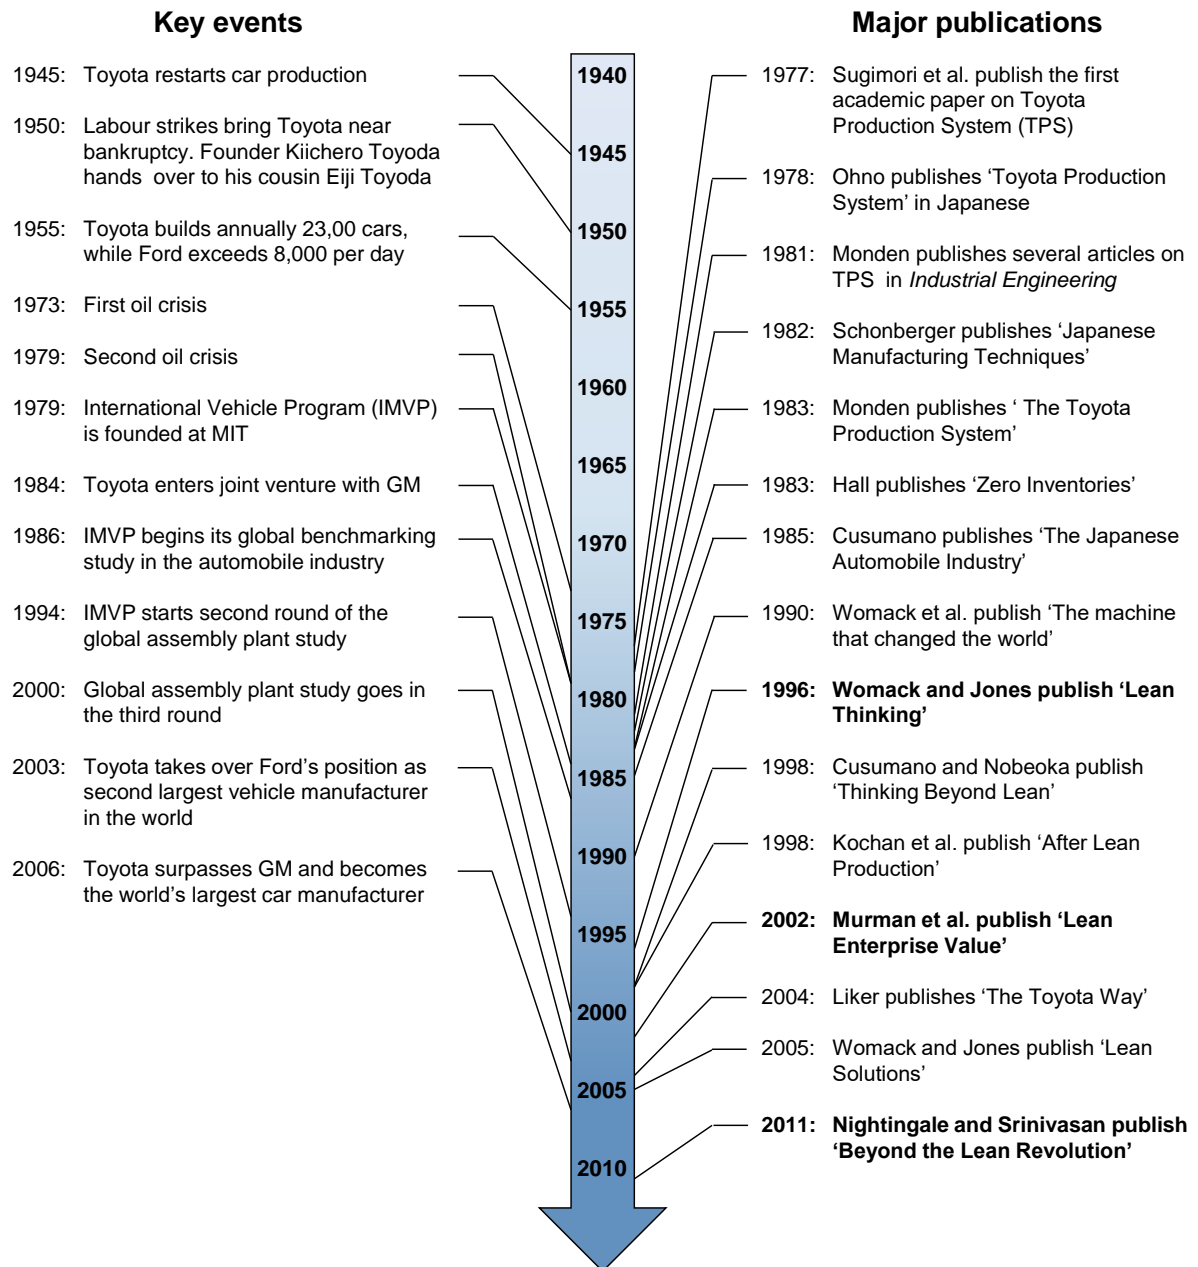 Key events
1945: Toyota restarts car production
1950: Labour strikes bring Toyota near
bankruptcy. Founder Kiichero Toyoda
hands  over to his cousin Eiji Toyoda
1955: Toyota builds annually 23,00 cars,
while Ford exceeds 8,000 per day
1973: First oil crisis
1979: Second oil crisis
1979: International Vehicle Program (IMVP)
is founded at MIT
1984: Toyota enters joint venture with GM
1986: IMVP begins its global benchmarking
study in the automobile industry
1994: IMVP starts second round of the
global assembly plant study
2000: Global assembly plant study goes in
the third round
2003: Toyota takes over Ford’s position as
second largest vehicle manufacturer
in the world
2006: Toyota surpasses GM and becomes
the world’s largest car manufacturer
1940
1945
1950
1955
1960
1965
1970
1975
1980
1985
1990
1995
2000
2005
2010
Major publications
1977: Sugimori et al. publish the first
academic paper on Toyota
Production System (TPS)
1978: Ohno publishes ‘Toyota Production
System’ in Japanese
1981: Monden publishes several articles on
TPS  in Industrial Engineering
1982: Schonberger publishes ‘Japanese
Manufacturing Techniques’
1983: Monden publishes ‘ The Toyota
Production System’
1983: Hall publishes ‘Zero Inventories’
1985: Cusumano publishes ‘The Japanese
Automobile Industry’
1990: Womack et al. publish ‘The machine
that changed the world’
1996: Womack and Jones publish ‘Lean
Thinking’
1998: Cusumano and Nobeoka publish
‘Thinking Beyond Lean’
1998: Kochan et al. publish ‘After Lean
Production’
2002: Murman et al. publish ‘Lean
Enterprise Value’
2004: Liker publishes ‘The Toyota Way’
2005: Womack and Jones publish ‘Lean
Solutions’
2011: Nightingale and Srinivasan publish
‘Beyond the Lean Revolution’